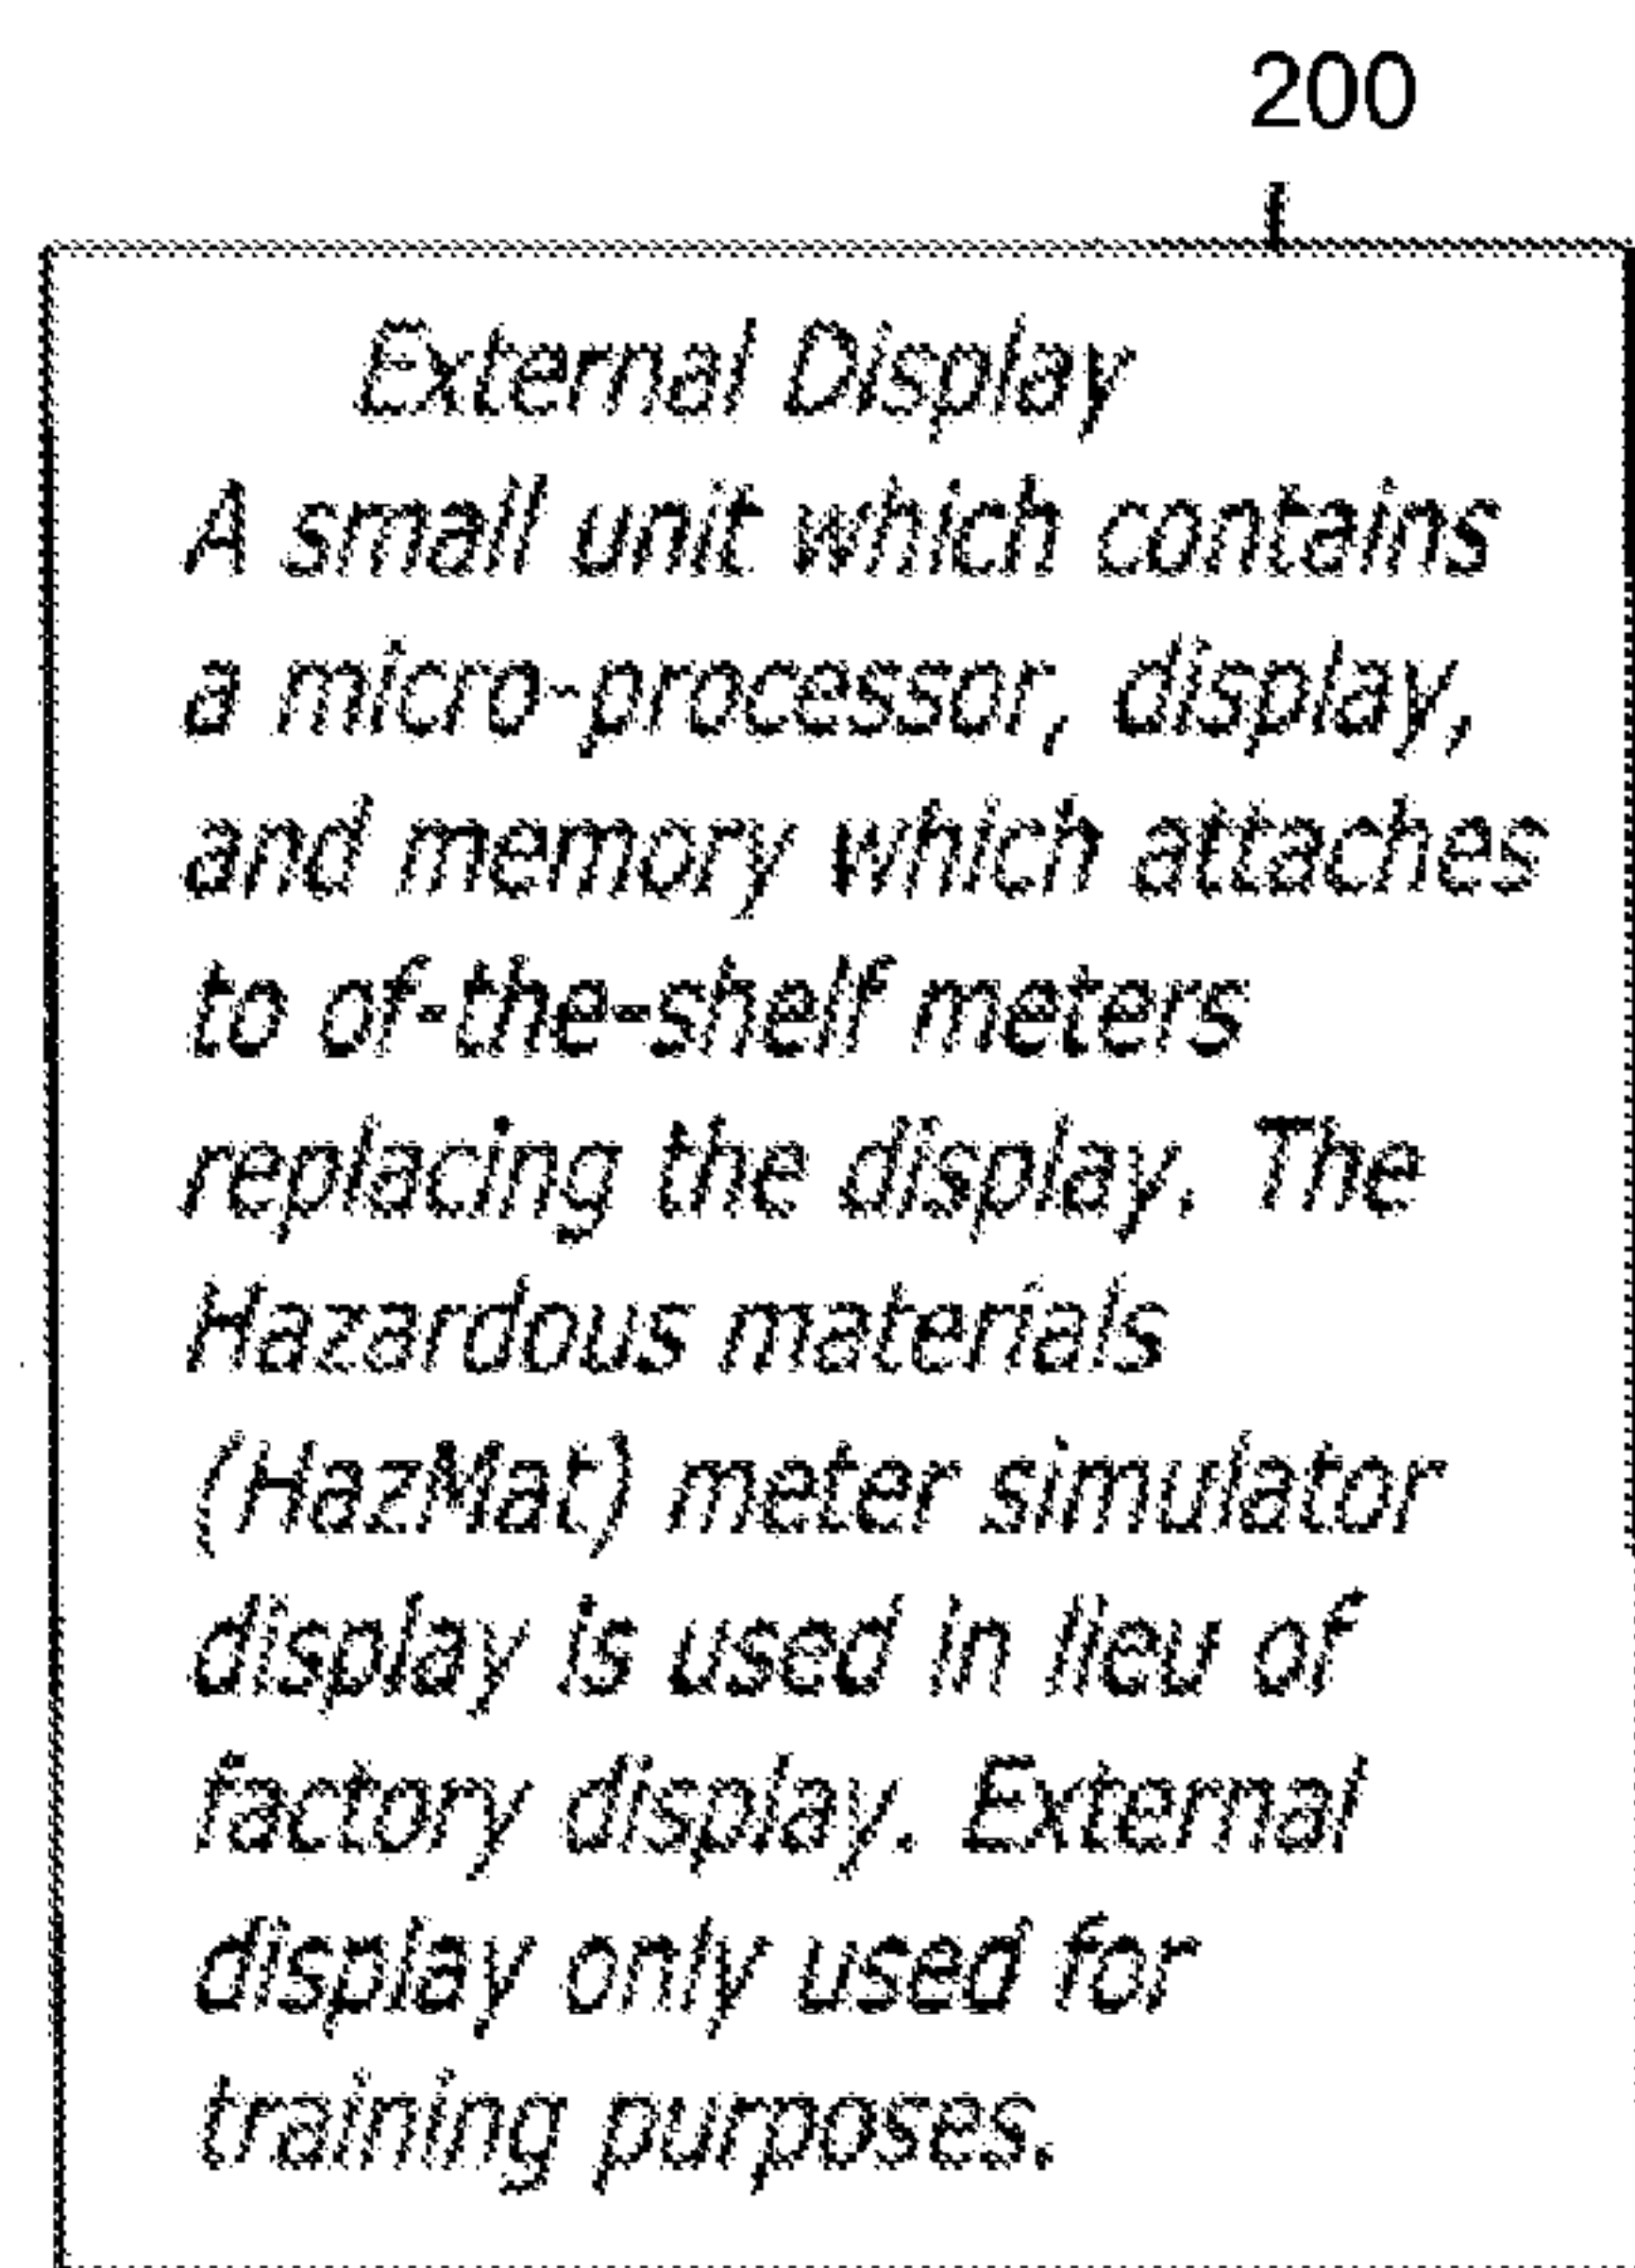 200
External Display
A small unit which contains
a micro-processor, display,
and memory which attaches
to of-the-shelf meters
replacing the display. The
Hazardous materials
(HazMat) meter simulator
display is used in lieu of
factory display. External
display only used for
training purposes.